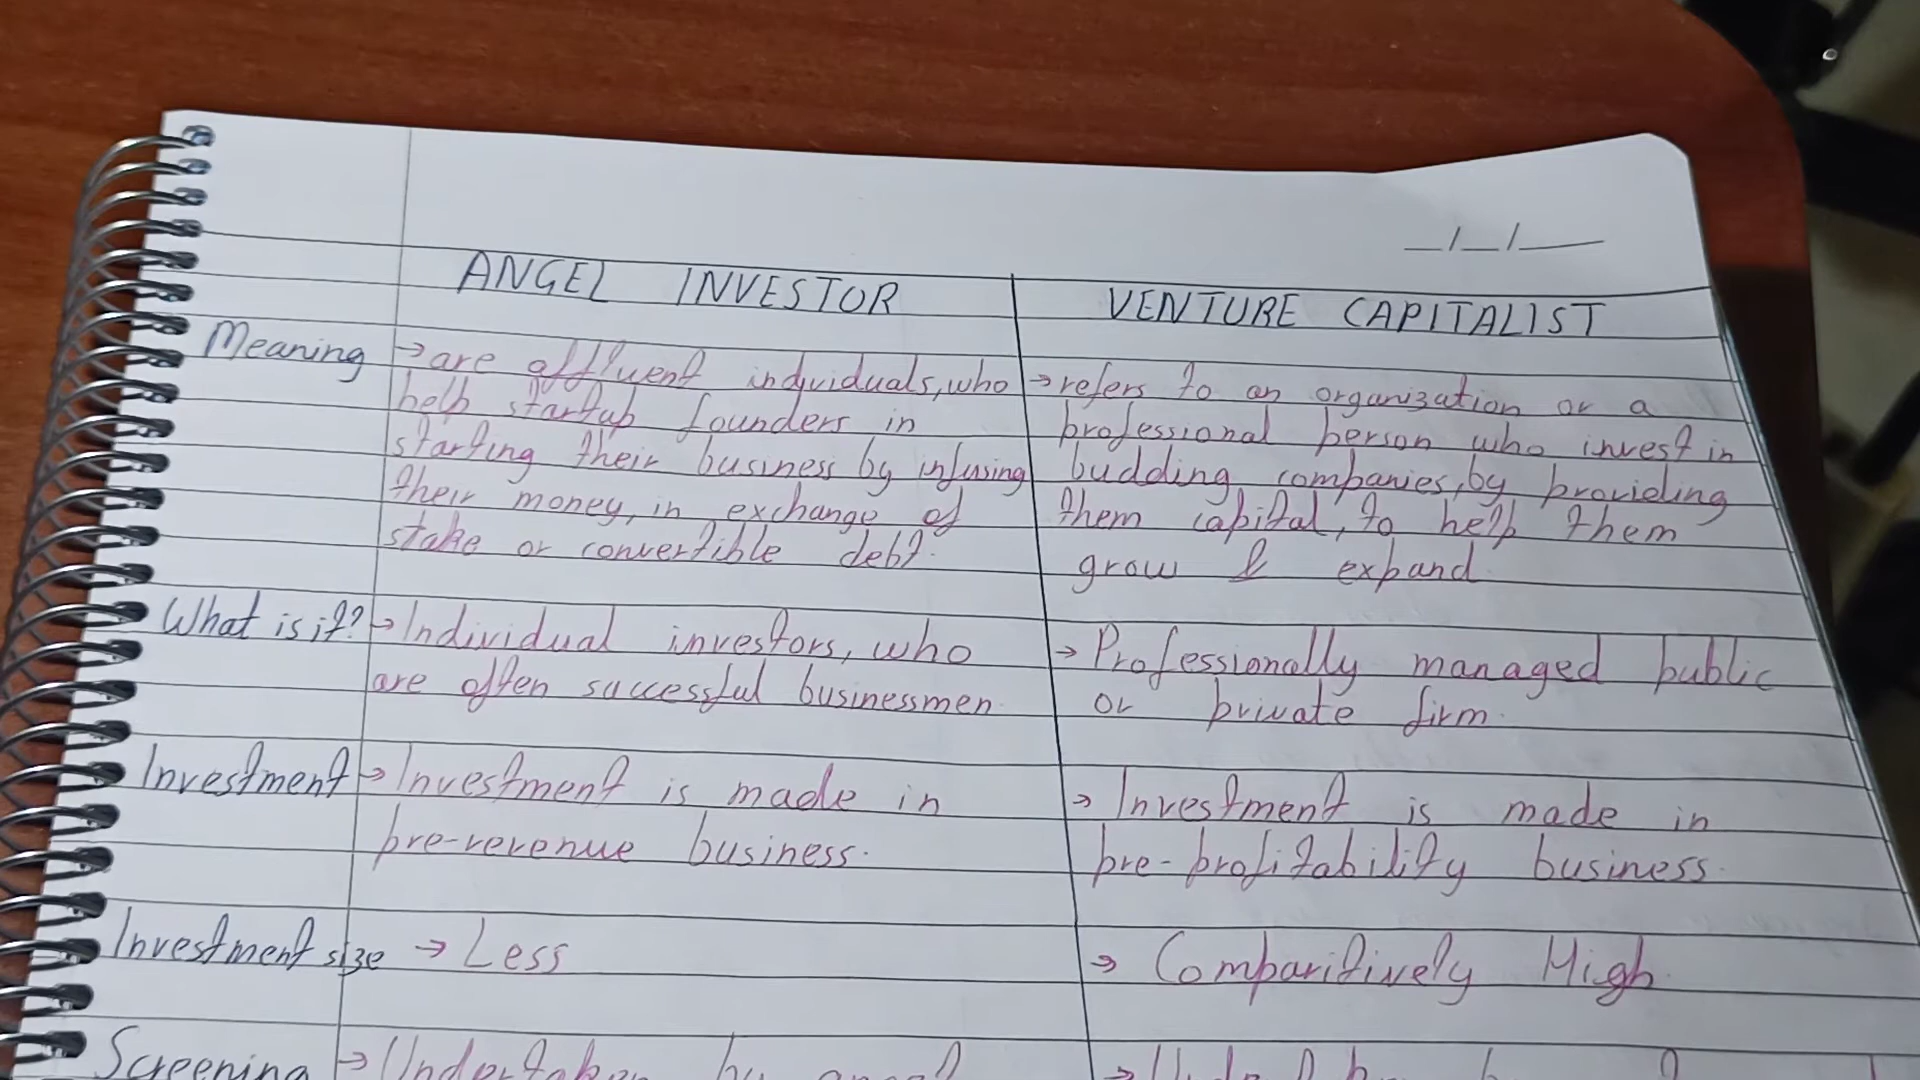 _/_/__
ANGEL INVESTOR
VENTURE CAPITALIST
Meaning
→ are affluent individuals, who
help startup founders in
starting their business by infusing
their money, in exchange of
stake or convertible debt.
→ refers to an organization or a
professional person who invest in
budding companies, by providing
them capital, to help them
grow & expand
What is it?
→ Individual investors, who
are often successful businessmen.
→ Professionally managed public
or private firm.
Investment
→ Investment is made in
pre-revenue business.
→ Investment is made in
pre-profitability business.
Investment size
→ Less
→ Comparitively High.
Screening
→ Undertaken by